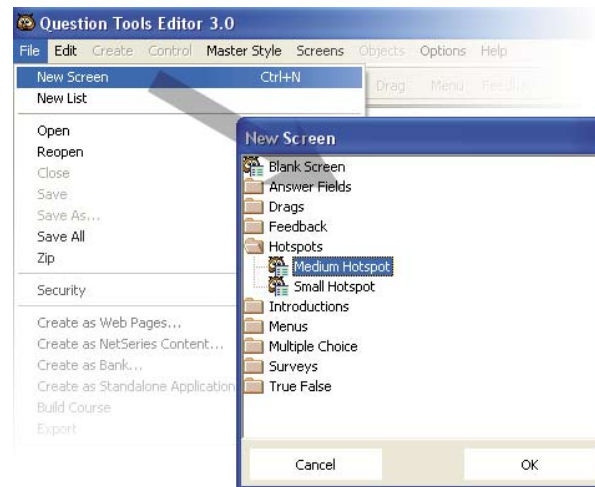 Question Tools Editor 3.0
File Edit Create Control Master Style Screens Objects Options Help
Drag Menu
New Screen Ctrl+N
New List
Open
Reopen
Close
Save
Save As...
Save All
Zip
Security
Create as Web Pages...
Create as NetSeries Content...
Create as Bank...
Create as Standalone Application
Build Course
Export
New Screen
Blank Screen
Answer Fields
Drags
Feedback
Hotspots
Medium Hotspot
Small Hotspot
Introductions
Menus
Multiple Choice
Surveys
True False
Cancel OK